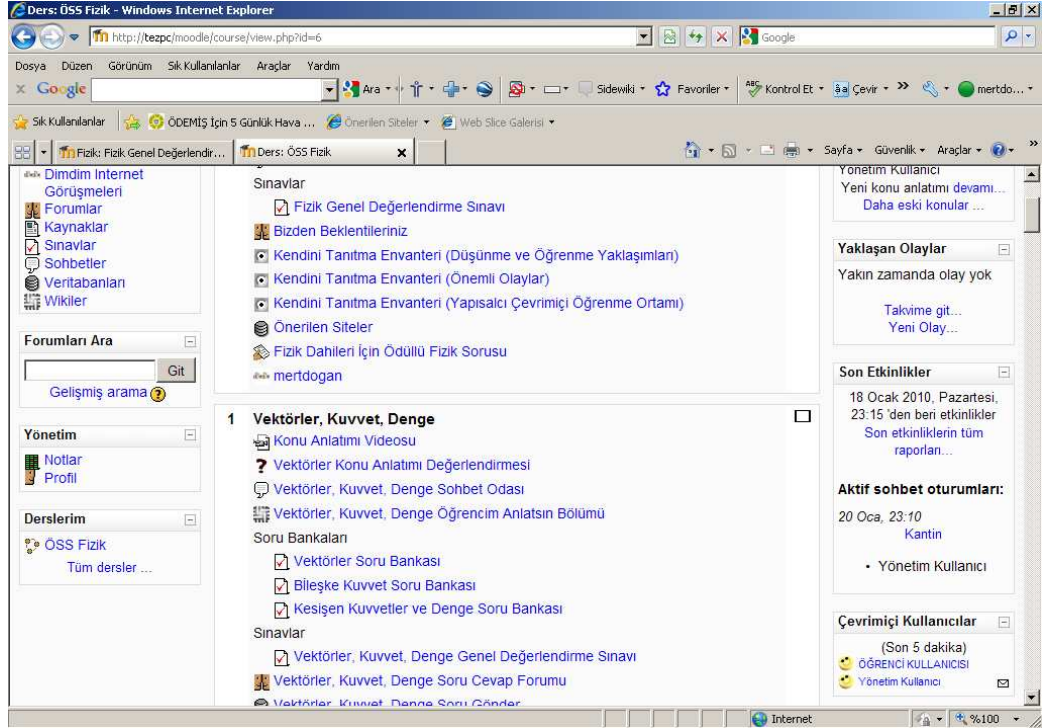 Ders: ÖSS Fizik - Windows Internet Explorer
http://tezpc/moodle/course/view.php?id=6
Google
Dosya Düzen Görünüm Sık Kullanılanlar Araçlar Yardım
x Google Ara Sidewiki Favoriler Kontrol Et Çevir mertdo...
Sık Kullanılanlar ÖDEMİŞ İçin 5 Günlük Hava ... Önerilen Siteler Web Slice Galerisi
Fizik: Fizik Genel Değerlendir... Ders: ÖSS Fizik Sayfa Güvenlik Araçlar
Dimdim Internet
Görüşmeleri
Forumlar
Kaynaklar
Sınavlar
Sohbetler
Veritabanları
Wikiler
Forumları Ara
Git
Gelişmiş arama
Yönetim
Notlar
Profil
Derslerim
ÖSS Fizik
Tüm dersler ...
Sınavlar
Fizik Genel Değerlendirme Sınavı
Bizden Beklentileriniz
Kendini Tanıtma Envanteri (Düşünme ve Öğrenme Yaklaşımları)
Kendini Tanıtma Envanteri (Önemli Olaylar)
Kendini Tanıtma Envanteri (Yapısalcı Çevrimiçi Öğrenme Ortamı)
Önerilen Siteler
Fizik Dahileri İçin Ödüllü Fizik Sorusu
mertdogan
1 Vektörler, Kuvvet, Denge
Konu Anlatımı Videosu
Vektörler Konu Anlatımı Değerlendirmesi
Vektörler, Kuvvet, Denge Sohbet Odası
Vektörler, Kuvvet, Denge Öğrencim Anlatsın Bölümü
Soru Bankaları
Vektörler Soru Bankası
Bileşke Kuvvet Soru Bankası
Kesişen Kuvvetler ve Denge Soru Bankası
Sınavlar
Vektörler, Kuvvet, Denge Genel Değerlendirme Sınavı
Vektörler, Kuvvet, Denge Soru Cevap Forumu
Vektörler, Kuvvet, Denge Soru Gönder
Yönetim Kullanıcı
Yeni konu anlatımı devamı...
Daha eski konular ...
Yaklaşan Olaylar
Yakın zamanda olay yok
Takvime git...
Yeni Olay...
Son Etkinlikler
18 Ocak 2010, Pazartesi,
23:15 'den beri etkinlikler
Son etkinliklerin tüm
raporları...
Aktif sohbet oturumları:
20 Oca, 23:10
Kantin
• Yönetim Kullanıcı
Çevrimiçi Kullanıcılar
(Son 5 dakika)
ÖĞRENCİ KULLANICISI
Yönetim Kullanıcı
Internet %100